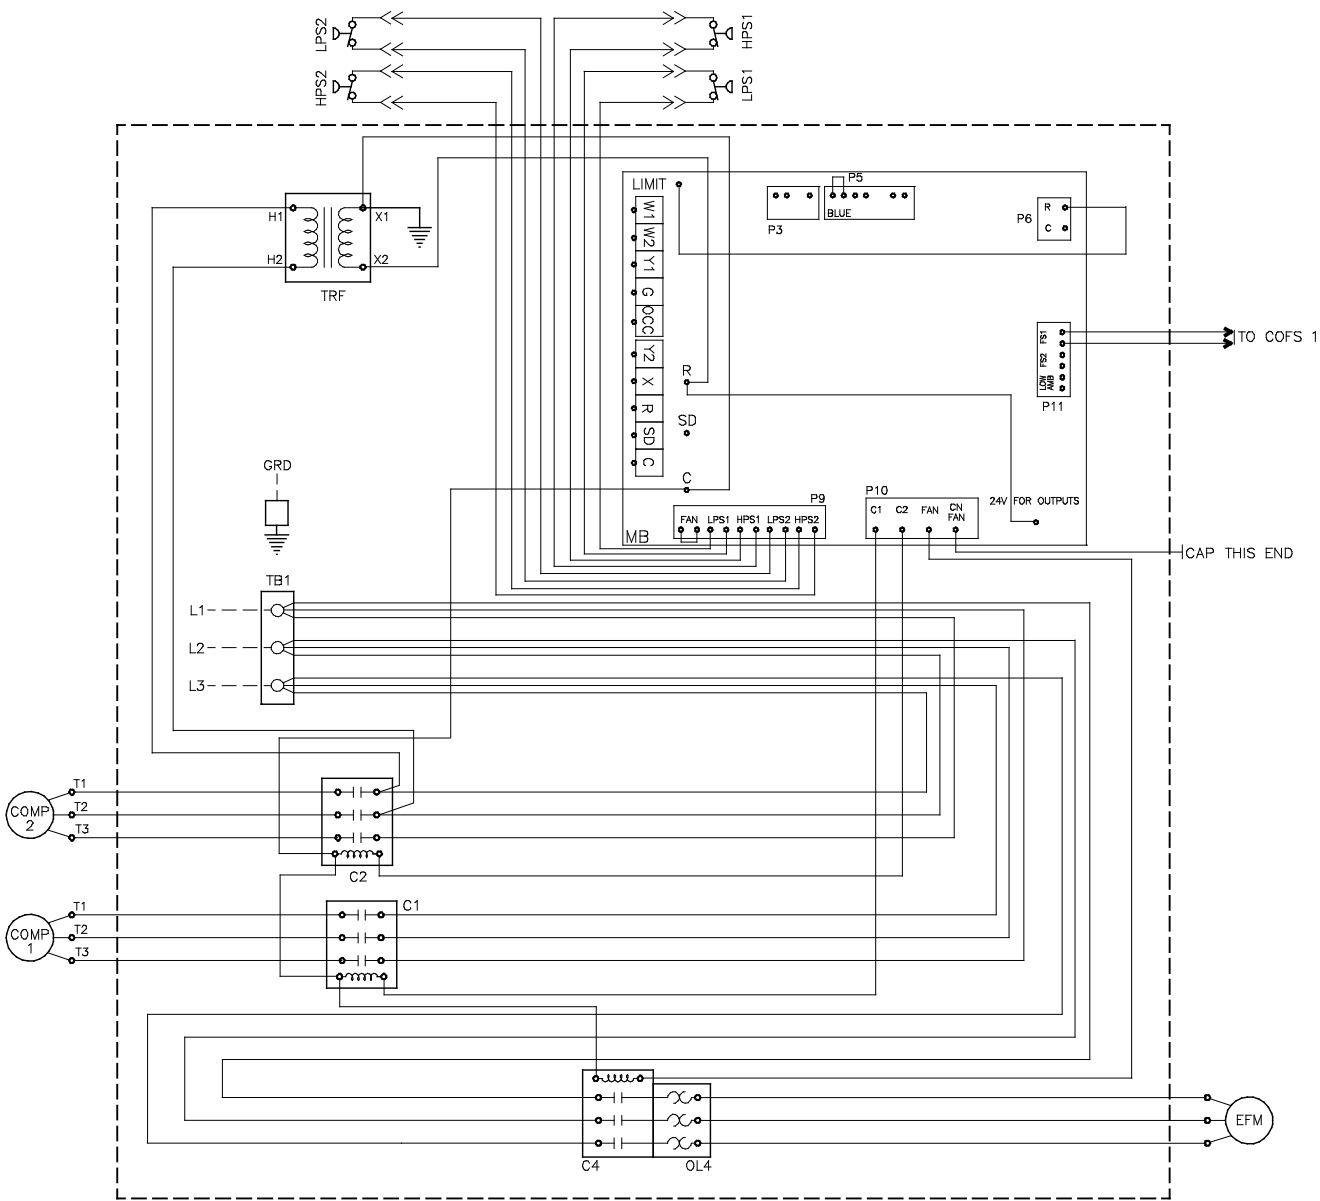 LPS2
HPS1
HPS2
LPS1
LIMIT
P5
BLUE
P3
P6
R
C
H1
X1
H2
X2
TRF
W1
W2
Y1
G
OCC
Y2
X
R
SD
C
R
SD
C
FS1
FS2
LOW
AMB
P11
TO COFS 1
GRD
P9
FAN LPS1 HPS1 LPS2 HPS2
MB
P10
C1 C2 FAN CN
FAN
24V FOR OUTPUTS
CAP THIS END
TB1
L1
L2
L3
T1
T2
T3
COMP
2
C2
T1
T2
T3
COMP
1
C1
C4
OL4
EFM